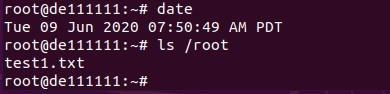 root@de111111:~# date
Tue 09 Jun 2020 07:50:49 AM PDT
root@de111111:~# ls /root
test1.txt
root@de111111:~#